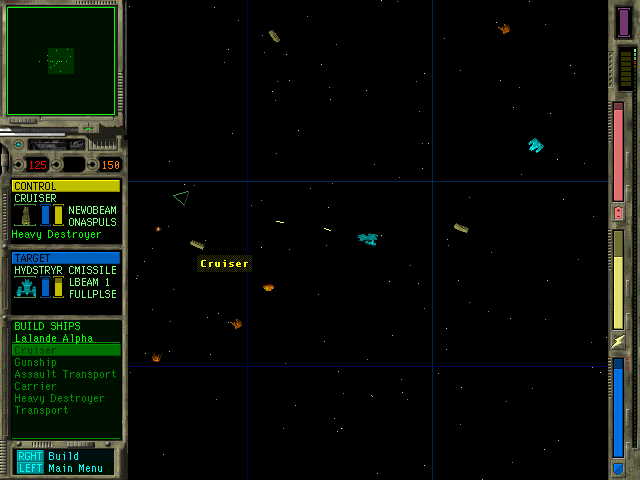 125 150
CONTROL
CRUISER
NEWOBEAM
ONASPULS
Heavy Destroyer
TARGET
HVDSTRYR CMISSILE
LBEAM 1
FULLPLSE
BUILD SHIPS
Lalande Alpha
Cruiser
Gunship
Assault Transport
Carrier
Heavy Destroyer
Transport
RGHT Build
LEFT Main Menu
Cruiser